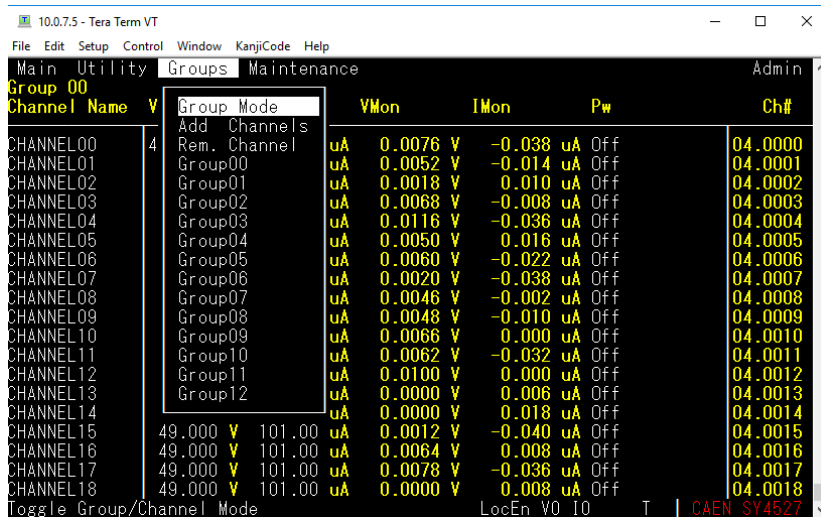 10.0.7.5 - Tera Term VT
File Edit Setup Control Window KanjiCode Help
Main Utility Groups Maintenance Admin
Group 00
Channel Name V VMon IMon Pw Ch#
Group Mode
Add Channels
CHANNEL00 4 Rem. Channel uA 0.0076 V -0.038 uA Off 04.0000
CHANNEL01 Group00 uA 0.0052 V -0.014 uA Off 04.0001
CHANNEL02 Group01 uA 0.0018 V 0.010 uA Off 04.0002
CHANNEL03 Group02 uA 0.0068 V -0.008 uA Off 04.0003
CHANNEL04 Group03 uA 0.0116 V -0.036 uA Off 04.0004
CHANNEL05 Group04 uA 0.0050 V 0.016 uA Off 04.0005
CHANNEL06 Group05 uA 0.0060 V -0.022 uA Off 04.0006
CHANNEL07 Group06 uA 0.0020 V -0.038 uA Off 04.0007
CHANNEL08 Group07 uA 0.0046 V -0.002 uA Off 04.0008
CHANNEL09 Group08 uA 0.0048 V -0.010 uA Off 04.0009
CHANNEL10 Group09 uA 0.0066 V 0.000 uA Off 04.0010
CHANNEL11 Group10 uA 0.0062 V -0.032 uA Off 04.0011
CHANNEL12 Group11 uA 0.0100 V 0.000 uA Off 04.0012
CHANNEL13 Group12 uA 0.0000 V 0.006 uA Off 04.0013
CHANNEL14 uA 0.0000 V 0.018 uA Off 04.0014
CHANNEL15 49.000 V 101.00 uA 0.0012 V -0.040 uA Off 04.0015
CHANNEL16 49.000 V 101.00 uA 0.0064 V 0.008 uA Off 04.0016
CHANNEL17 49.000 V 101.00 uA 0.0078 V -0.036 uA Off 04.0017
CHANNEL18 49.000 V 101.00 uA 0.0000 V 0.008 uA Off 04.0018
Toggle Group/Channel Mode LocEn V0 I0 T CAEN SY4527